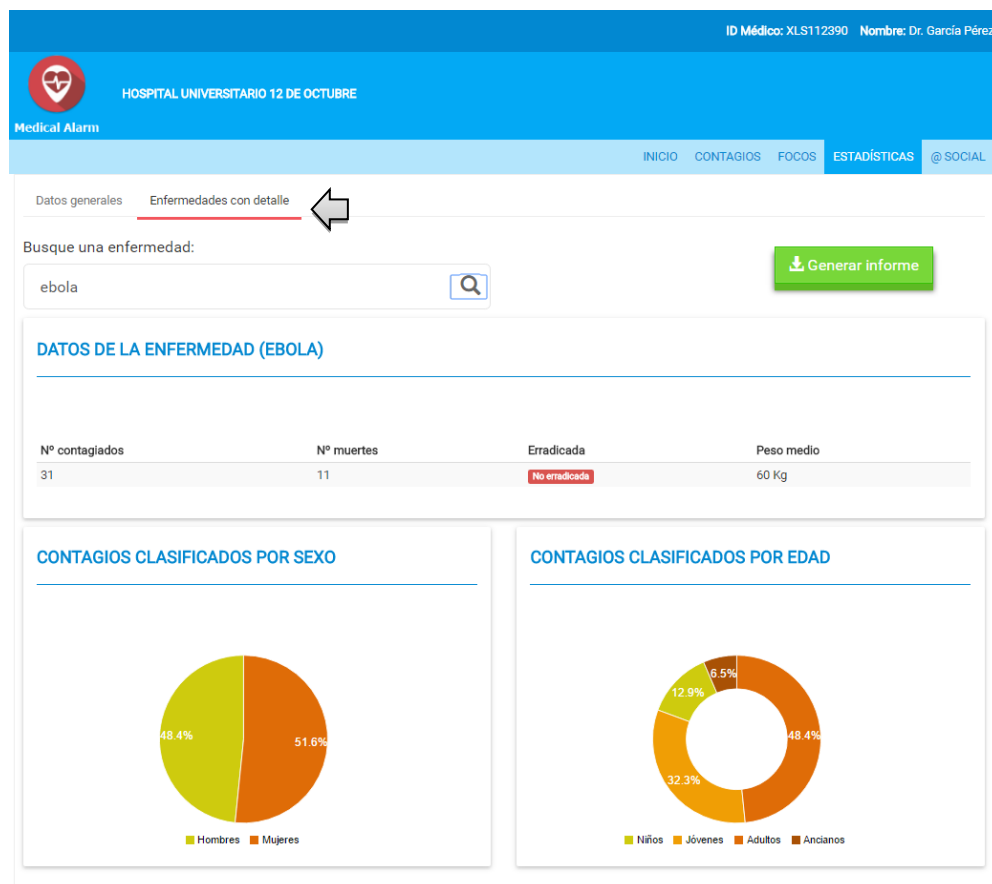 ID Médico: XLS112390 Nombre: Dr. García Pérez
HOSPITAL UNIVERSITARIO 12 DE OCTUBRE
Medical Alarm
INICIO CONTAGIOS FOCOS ESTADÍSTICAS @ SOCIAL
Datos generales Enfermedades con detalle
Busque una enfermedad:
Generar informe
ebola
DATOS DE LA ENFERMEDAD (EBOLA)
Nº contagiados Nº muertes Erradicada Peso medio
31 11 No erradicada 60 Kg
CONTAGIOS CLASIFICADOS POR SEXO
48.4% 51.6%
Hombres Mujeres
CONTAGIOS CLASIFICADOS POR EDAD
6.5%
12.9%
48.4%
32.3%
Niños Jóvenes Adultos Ancianos